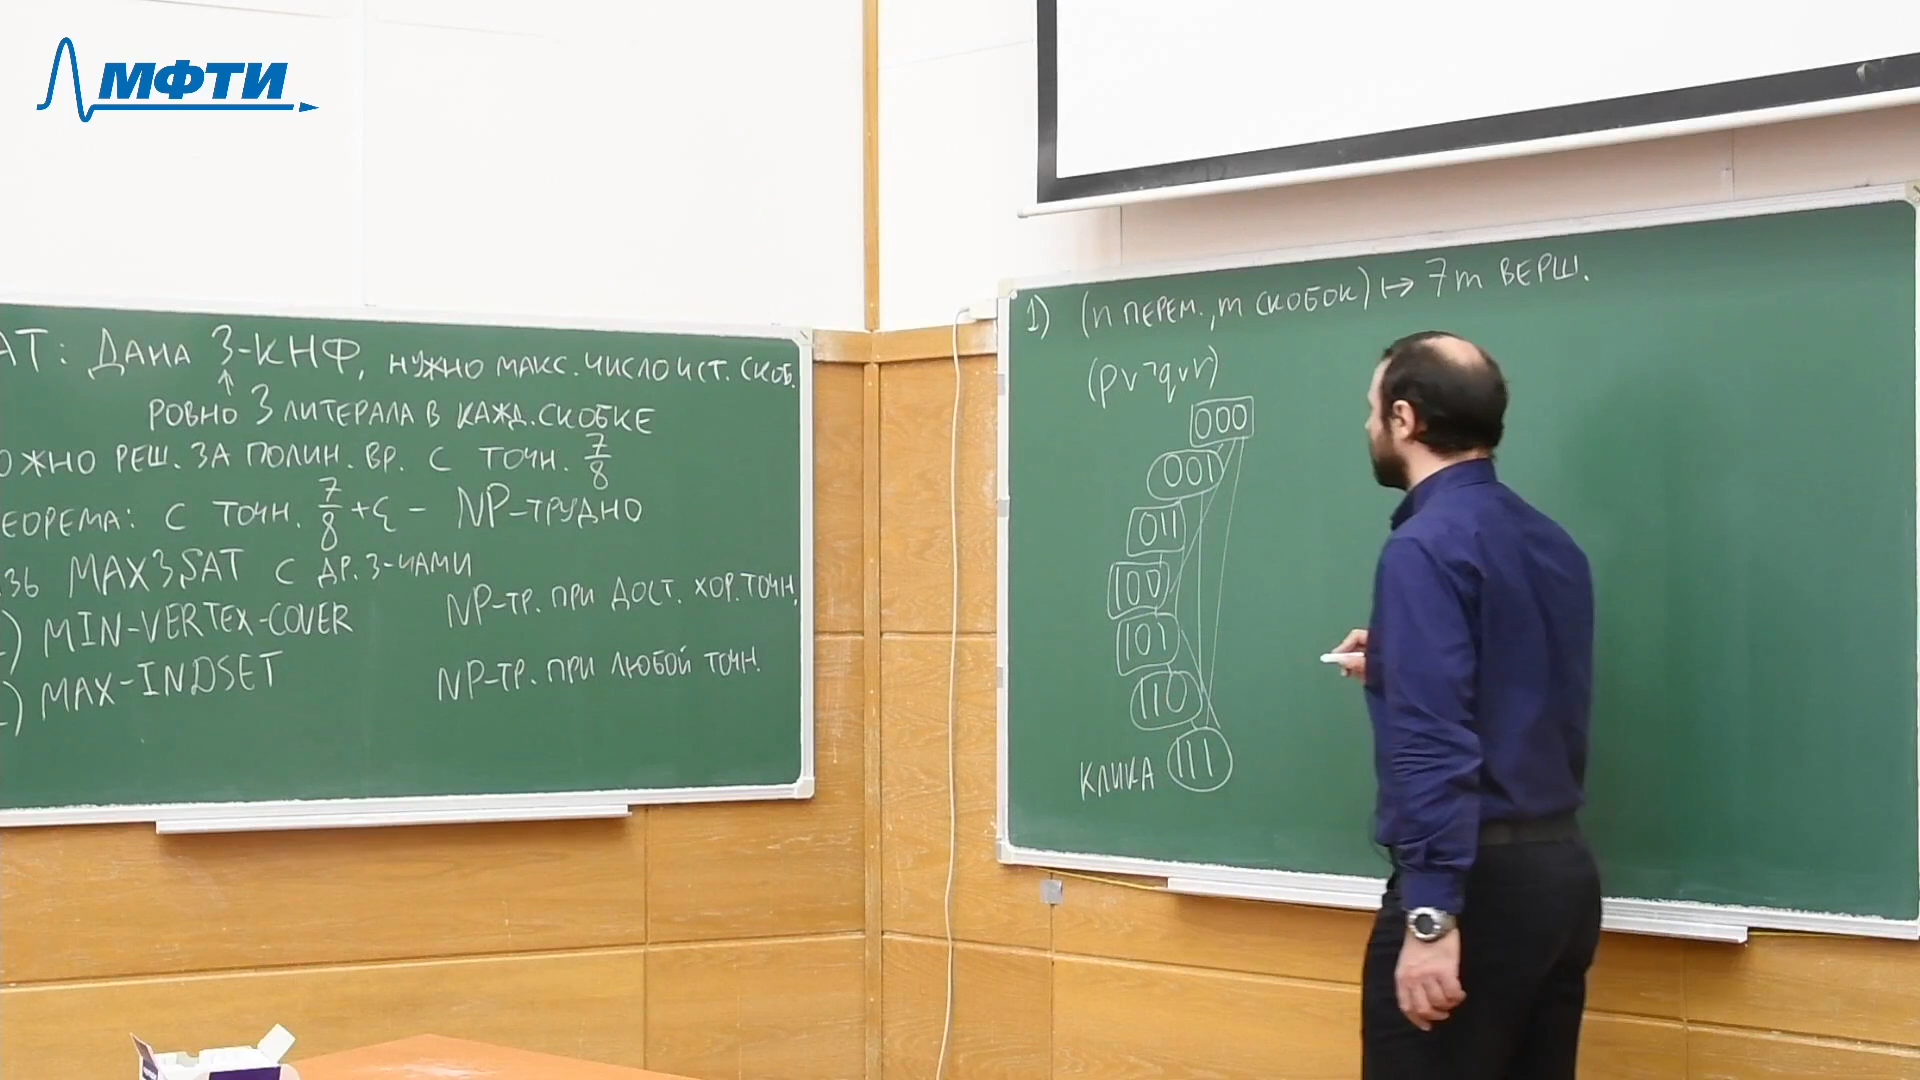 МФТИ
АТ: ДАНА 3-КНФ, НУЖНО МАКС. ЧИСЛО ИСТ. СКОБ.
↑
РОВНО 3 ЛИТЕРАЛА В КАЖД. СКОБКЕ
ОЖНО РЕШ. ЗА ПОЛИН. ВР. С ТОЧН. 7/8
ЕОРЕМА: С ТОЧН. 7/8 + ε - NP-ТРУДНО
MAX3SAT С ДР. З-ЧАМИ
) MIN-VERTEX-COVER NP-ТР. ПРИ ДОСТ. ХОР. ТОЧН.
) MAX-INDSET NP-ТР. ПРИ ЛЮБОЙ ТОЧН.
1) (n ПЕРЕМ., m СКОБОК) ↦ 7m ВЕРШ.
(p∨¬q∨r)
000
001
011
100
101
110
КЛИКА 111